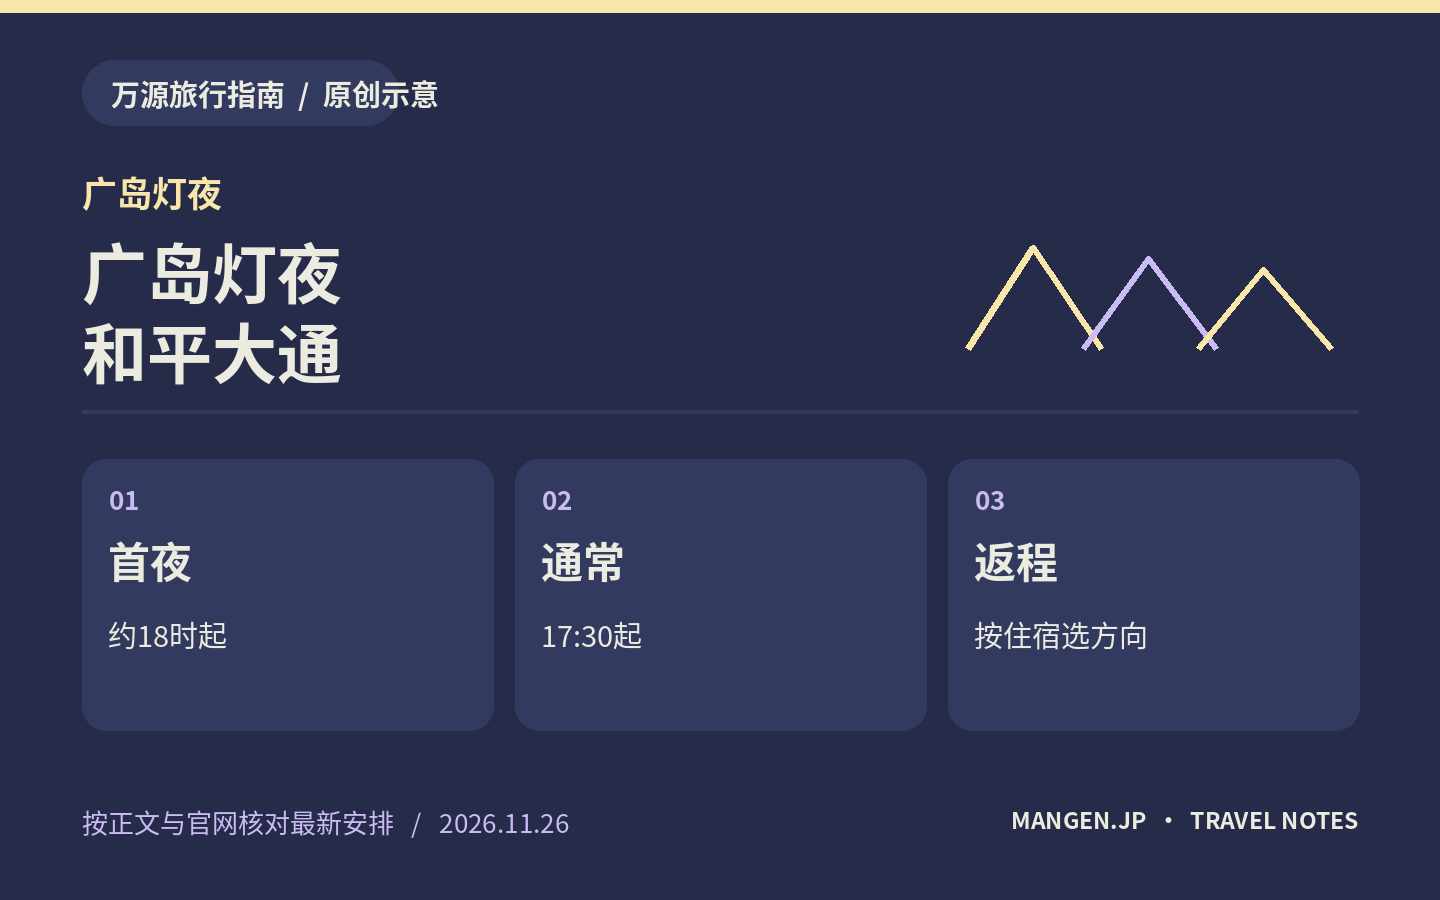 万源旅行指南 / 原创示意
广岛灯夜
广岛灯夜
和平大通
01
首夜
约18时起
02
通常
17:30起
03
返程
按住宿选方向
按正文与官网核对最新安排 / 2026.11.26
MANGEN.JP • TRAVEL NOTES